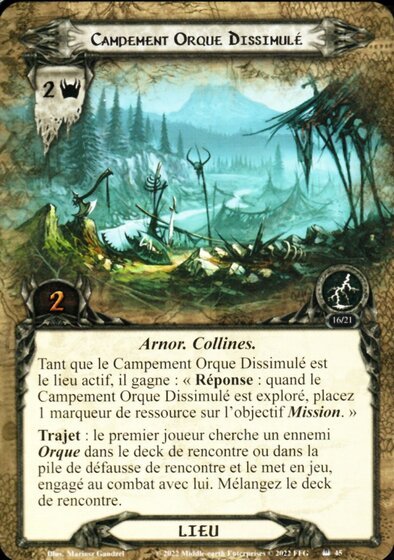 Campement Orque Dissimulé
2
2
16/21
Arnor. Collines.
Tant que le Campement Orque Dissimulé est
le lieu actif, il gagne : « Réponse : quand le
Campement Orque Dissimulé est exploré, placez
1 marqueur de ressource sur l'objectif Mission. »
Trajet : le premier joueur cherche un ennemi
Orque dans le deck de rencontre ou dans la
pile de défausse de rencontre et le met en jeu,
engagé au combat avec lui. Mélangez le deck
de rencontre.
LIEU
Illus. Mariusz Gandzel ©2022 Middle-earth Enterprises © 2022 FFG 45